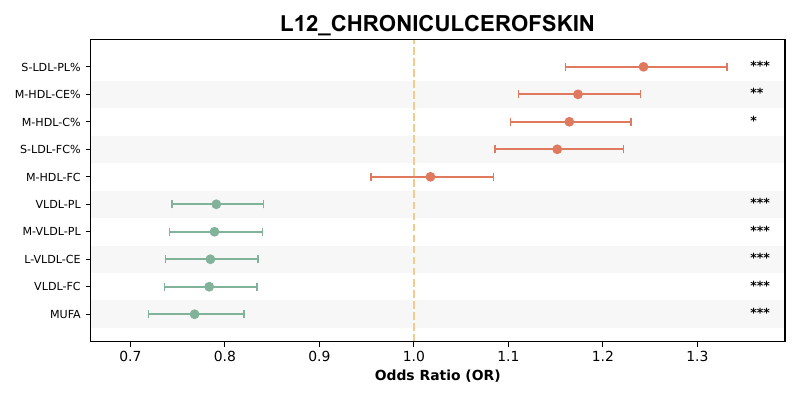 L12_CHRONICULCEROFSKIN
S-LDL-PL% ***
M-HDL-CE% **
M-HDL-C% *
S-LDL-FC%
M-HDL-FC
VLDL-PL ***
M-VLDL-PL ***
L-VLDL-CE ***
VLDL-FC ***
MUFA ***
0.7 0.8 0.9 1.0 1.1 1.2 1.3
Odds Ratio (OR)